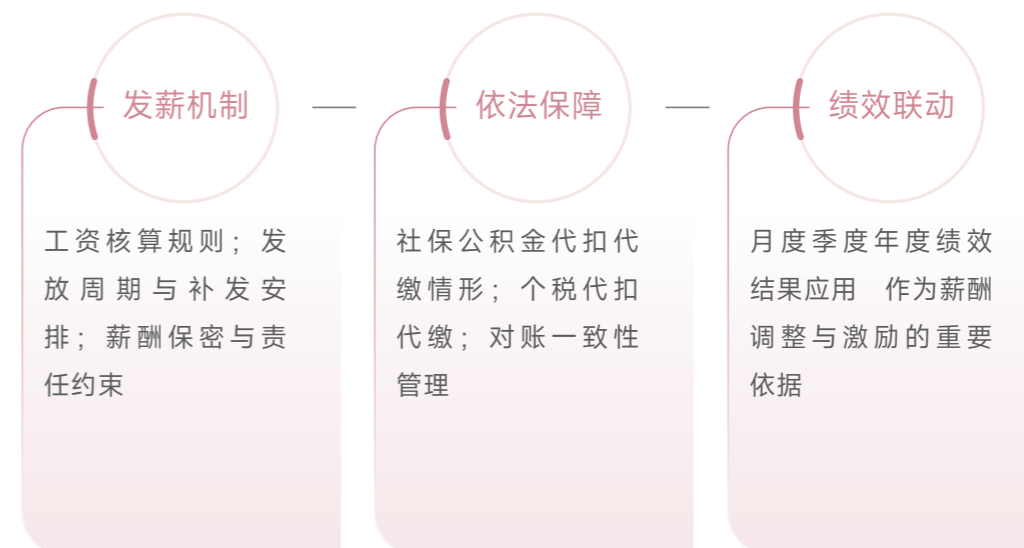 发薪机制
工资核算规则；发
放周期与补发安
排；薪酬保密与责
任约束
依法保障
社保公积金代扣代
缴情形；个税代扣
代缴；对账一致性
管理
绩效联动
月度季度年度绩效
结果应用　作为薪酬
调整与激励的重要
依据